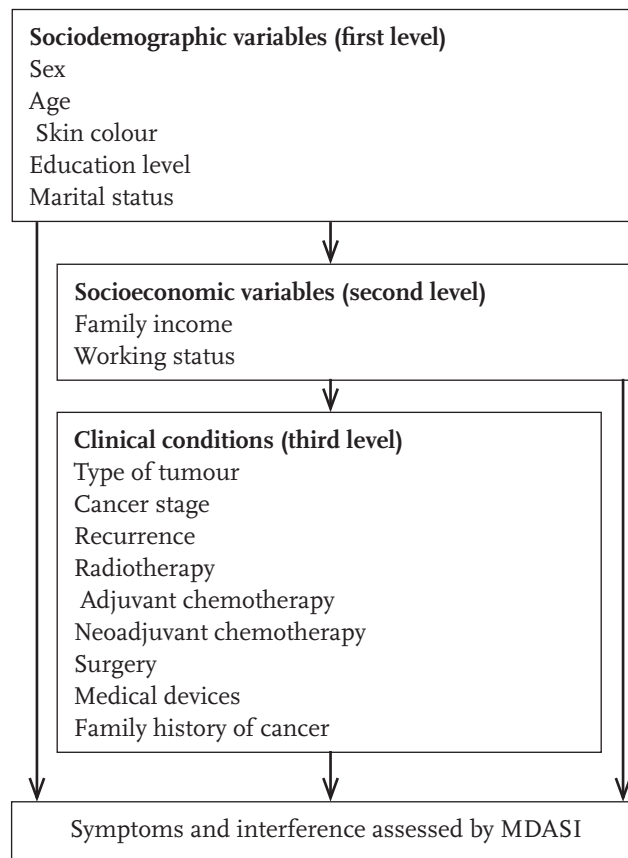 Sociodemographic variables (first level)
Sex
Age
Skin colour
Education level
Marital status
Socioeconomic variables (second level)
Family income
Working status
Clinical conditions (third level)
Type of tumour
Cancer stage
Recurrence
Radiotherapy
Adjuvant chemotherapy
Neoadjuvant chemotherapy
Surgery
Medical devices
Family history of cancer
Symptoms and interference assessed by MDASI